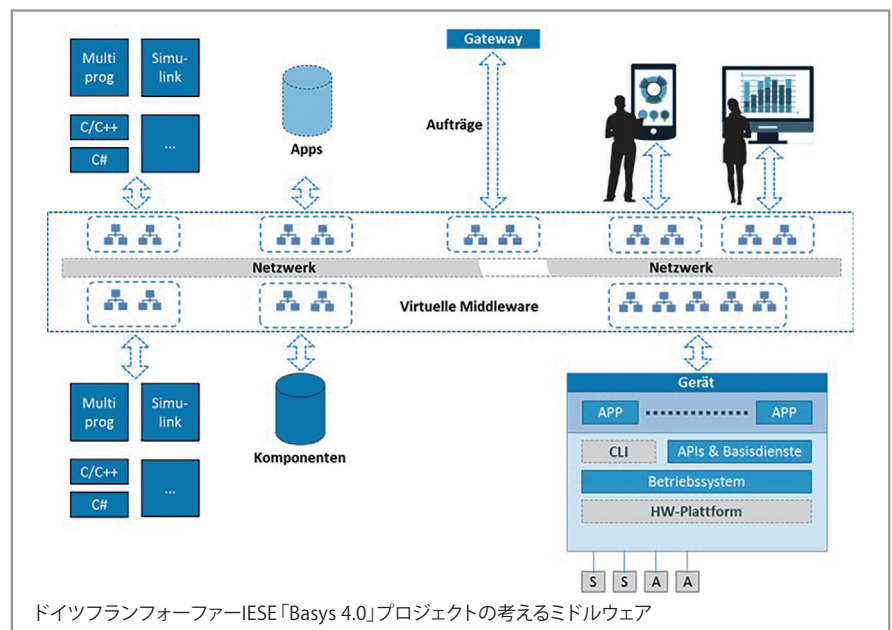 Multi
prog
Simu-
link
C/C++
C#
...
Apps
Gateway
Aufträge
Netzwerk
Netzwerk
Virtuelle Middleware
Multi
prog
Simu-
link
C/C++
C#
...
Komponenten
Gerät
APP
APP
CLI
APIs & Basisdienste
Betriebssystem
HW-Plattform
S
S
A
A
ドイツフランフォーファーIESE「Basys 4.0」プロジェクトの考えるミドルウェア